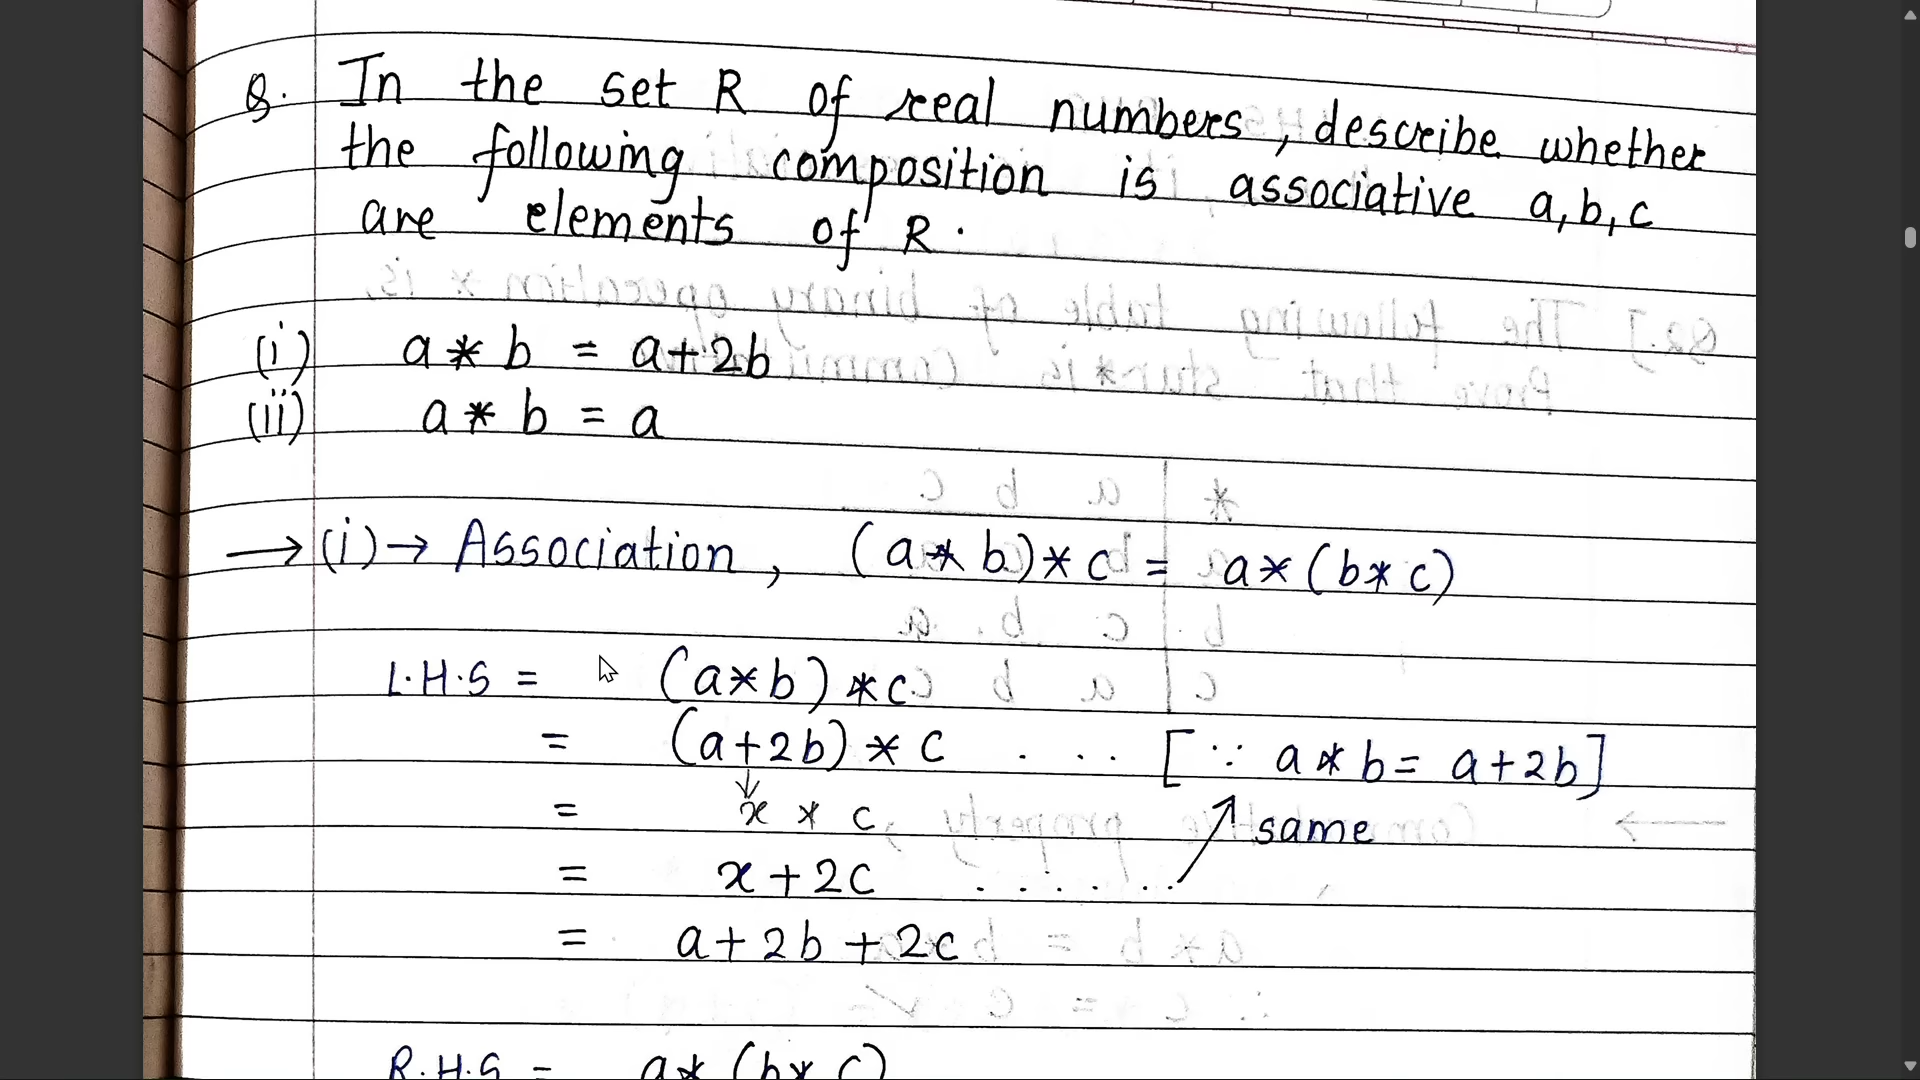 Q. In the set R of real numbers, describe whether
the following composition is associative a, b, c
are elements of R.
(i) a * b = a+2b
(ii) a * b = a
→ (i) → Association, (a * b) * c = a * (b * c)
L.H.S = (a * b) * c
= (a+2b) * c . . . [∵ a * b = a+2b]
↓
= x * c ↗ same
= x + 2c . . . . . . .
= a + 2b + 2c
R.H.S = a * (b * c)